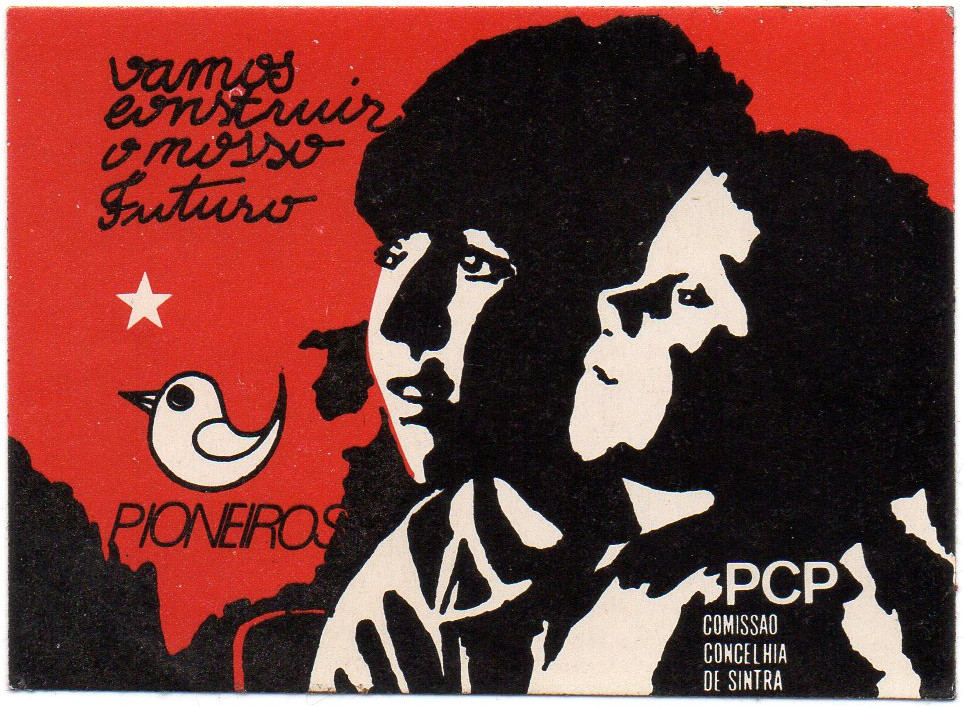 vamos
construir
o nosso
Futuro
PIONEIROS
PCP
COMISSAO
CONCELHIA
DE SINTRA